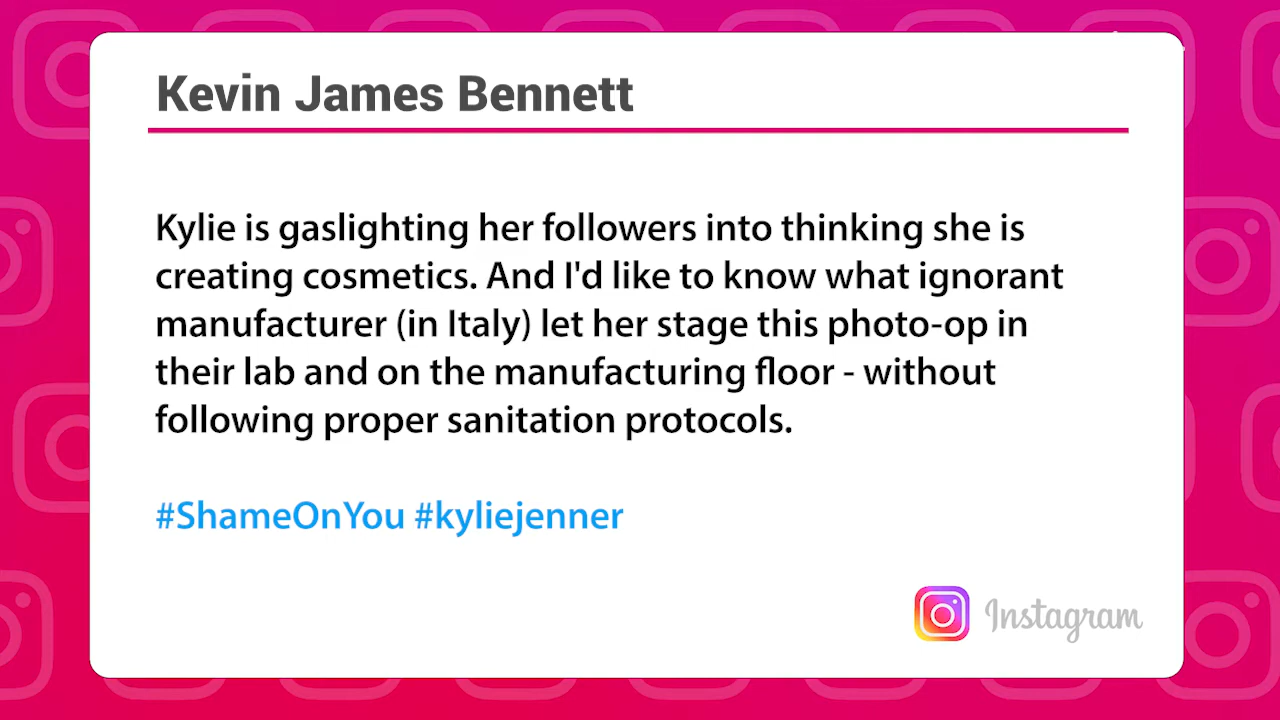 Kevin James Bennett
Kylie is gaslighting her followers into thinking she is
creating cosmetics. And I'd like to know what ignorant
manufacturer (in Italy) let her stage this photo-op in
their lab and on the manufacturing floor - without
following proper sanitation protocols.
#ShameOnYou #kyliejenner
Instagram